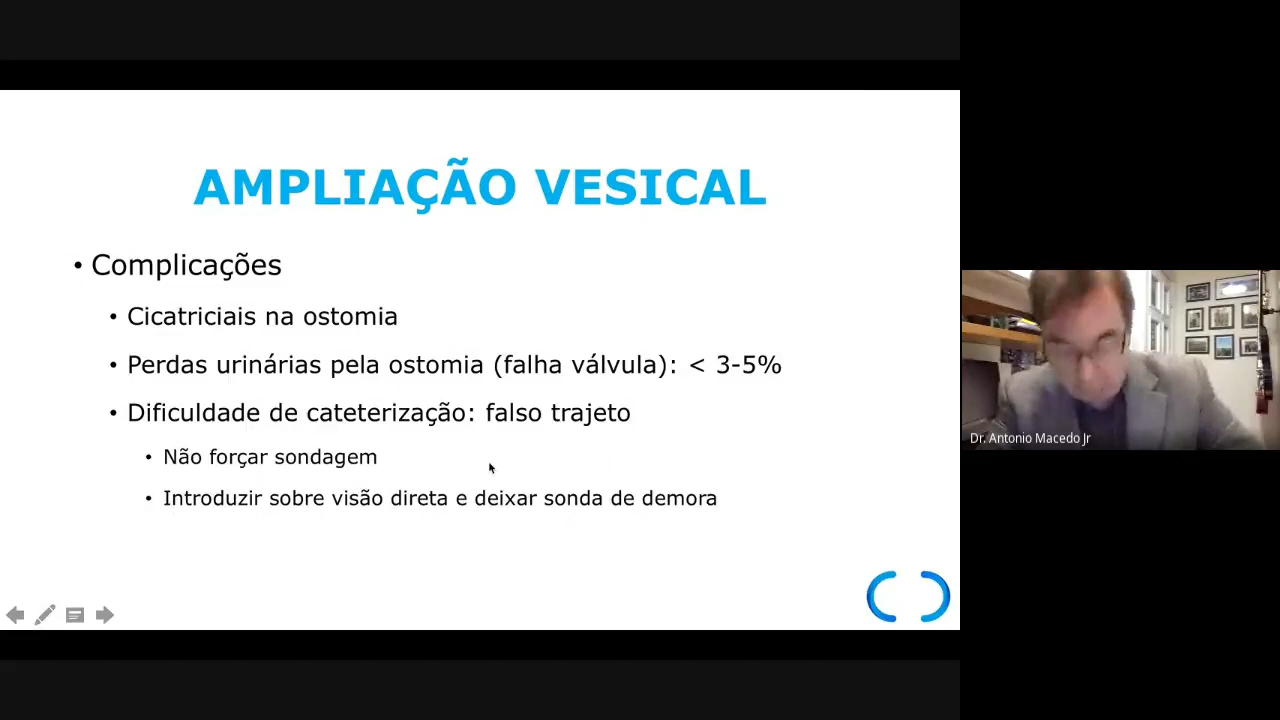 AMPLIAÇÃO VESICAL
• Complicações
• Cicatriciais na ostomia
• Perdas urinárias pela ostomia (falha válvula): < 3-5%
• Dificuldade de cateterização: falso trajeto
• Não forçar sondagem
• Introduzir sobre visão direta e deixar sonda de demora
Dr. Antonio Macedo Jr